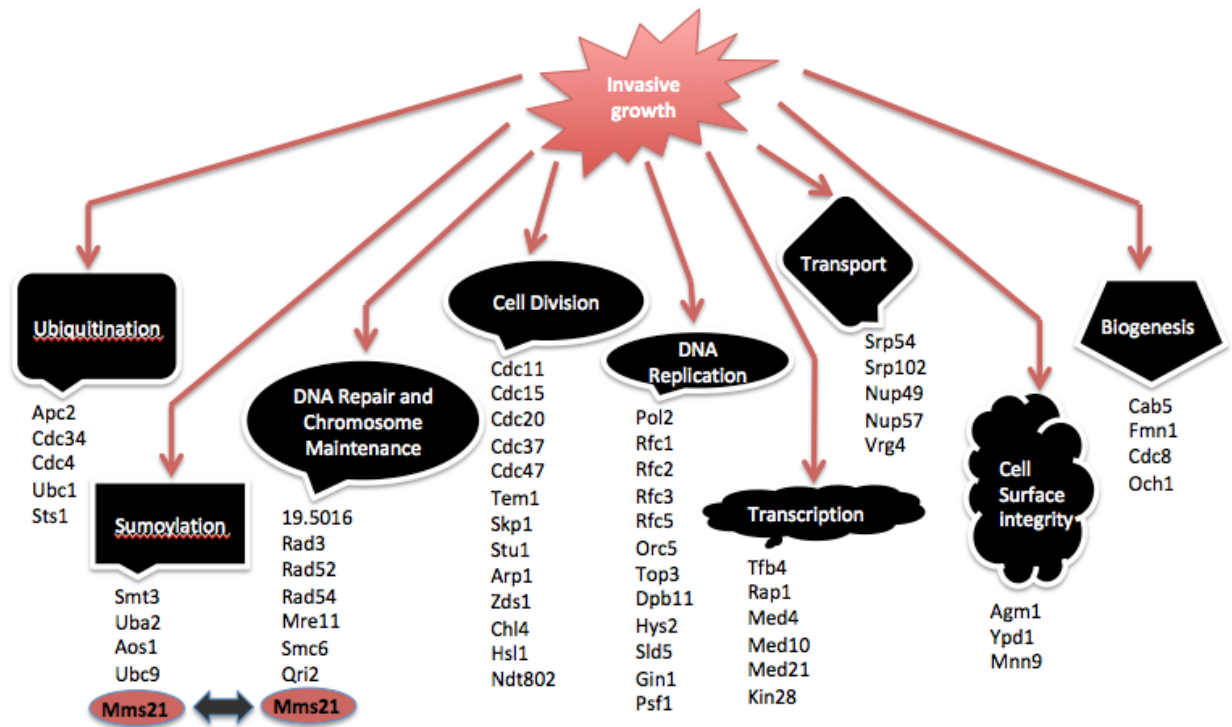 Invasive
growth
Ubiquitination
Apc2
Cdc34
Cdc4
Ubc1
Sts1
Sumoylation
Smt3
Uba2
Aos1
Ubc9
Mms21
DNA Repair and
Chromosome
Maintenance
19.5016
Rad3
Rad52
Rad54
Mre11
Smc6
Qri2
Mms21
Cell Division
Cdc11
Cdc15
Cdc20
Cdc37
Cdc47
Tem1
Skp1
Stu1
Arp1
Zds1
Chl4
Hsl1
Ndt802
DNA
Replication
Pol2
Rfc1
Rfc2
Rfc3
Rfc5
Orc5
Top3
Dpb11
Hys2
Sld5
Gin1
Psf1
Transcription
Tfb4
Rap1
Med4
Med10
Med21
Kin28
Transport
Srp54
Srp102
Nup49
Nup57
Vrg4
Cell
Surface
integrity
Agm1
Ypd1
Mnn9
Biogenesis
Cab5
Fmn1
Cdc8
Och1